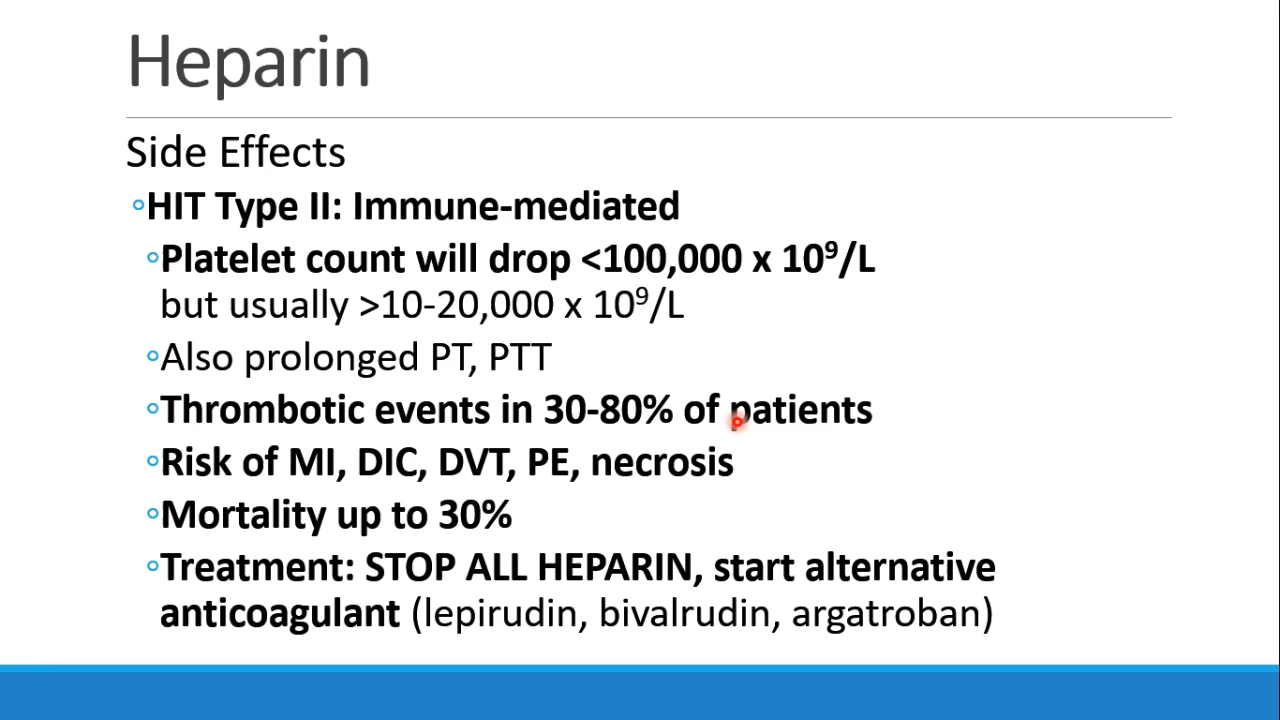 Heparin
Side Effects
◦HIT Type II: Immune-mediated
◦Platelet count will drop <100,000 x 10⁹/L
but usually >10-20,000 x 10⁹/L
◦Also prolonged PT, PTT
◦Thrombotic events in 30-80% of patients
◦Risk of MI, DIC, DVT, PE, necrosis
◦Mortality up to 30%
◦Treatment: STOP ALL HEPARIN, start alternative
anticoagulant (lepirudin, bivalrudin, argatroban)